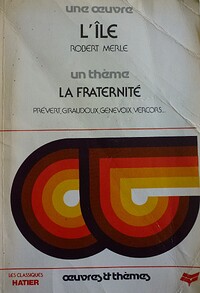 une œuvre
L'ÎLE
ROBERT MERLE
un thème
LA FRATERNITÉ
PRÉVERT, GIRAUDOUX, GENEVOIX, VERCORS...
LES CLASSIQUES
HATIER
œuvres & thèmes